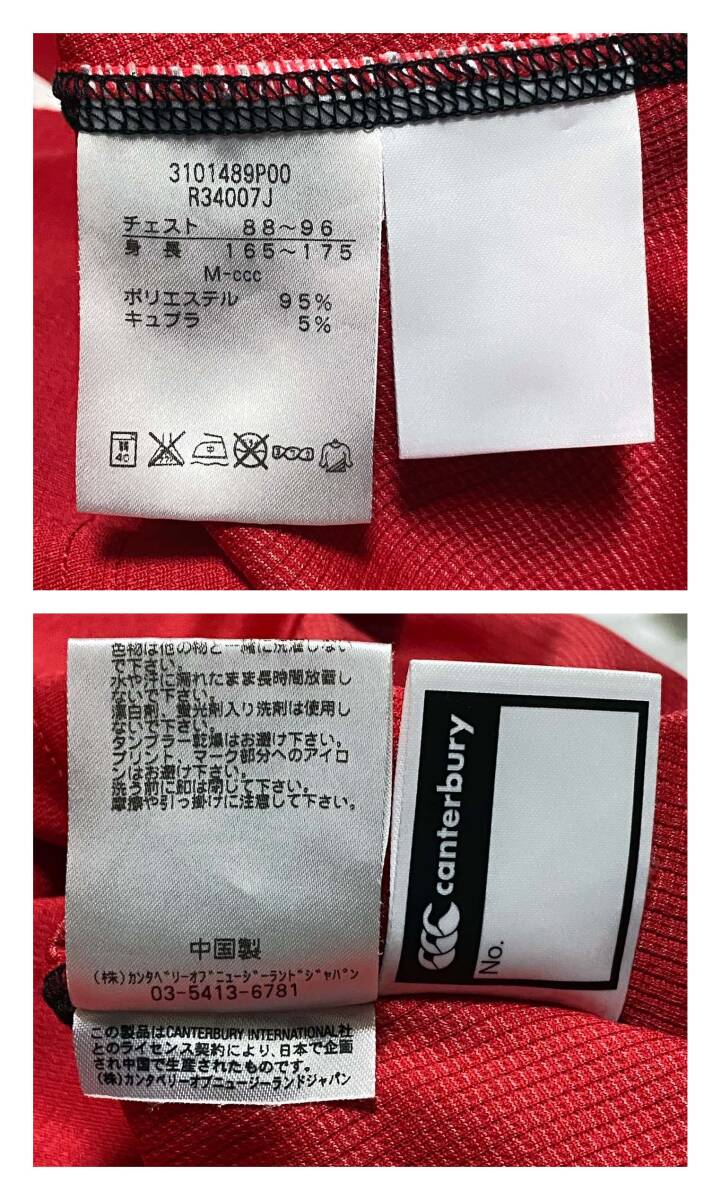 3101489P00
R34007J
チェスト 88～96
身長 165～175
M-ccc
ポリエステル 95%
キュプラ 5%
弱
40
中
色物は他の物と一緒に洗濯しない
で下さい。
水や汗に濡れたまま長時間放置し
ないで下さい。
漂白剤、蛍光剤入り洗剤は使用し
ないで下さい。
タンブラー乾燥はお避け下さい。
プリント、マーク部分へのアイロ
ンはお避け下さい。
洗う前に釦は閉じて下さい。
摩擦や引っ掛けに注意して下さい。
中国製
(株)ｶﾝﾀﾍﾞﾘｰｵﾌﾞﾆｭｰｼﾞｰﾗﾝﾄﾞｼﾞｬﾊﾟﾝ
03-5413-6781
この製品はCANTERBURY INTERNATIONAL社
とのライセンス契約により、日本で企画
され中国で生産されたものです。
(株)カンタベリーオブニュージーランドジャパン
canterbury
No.